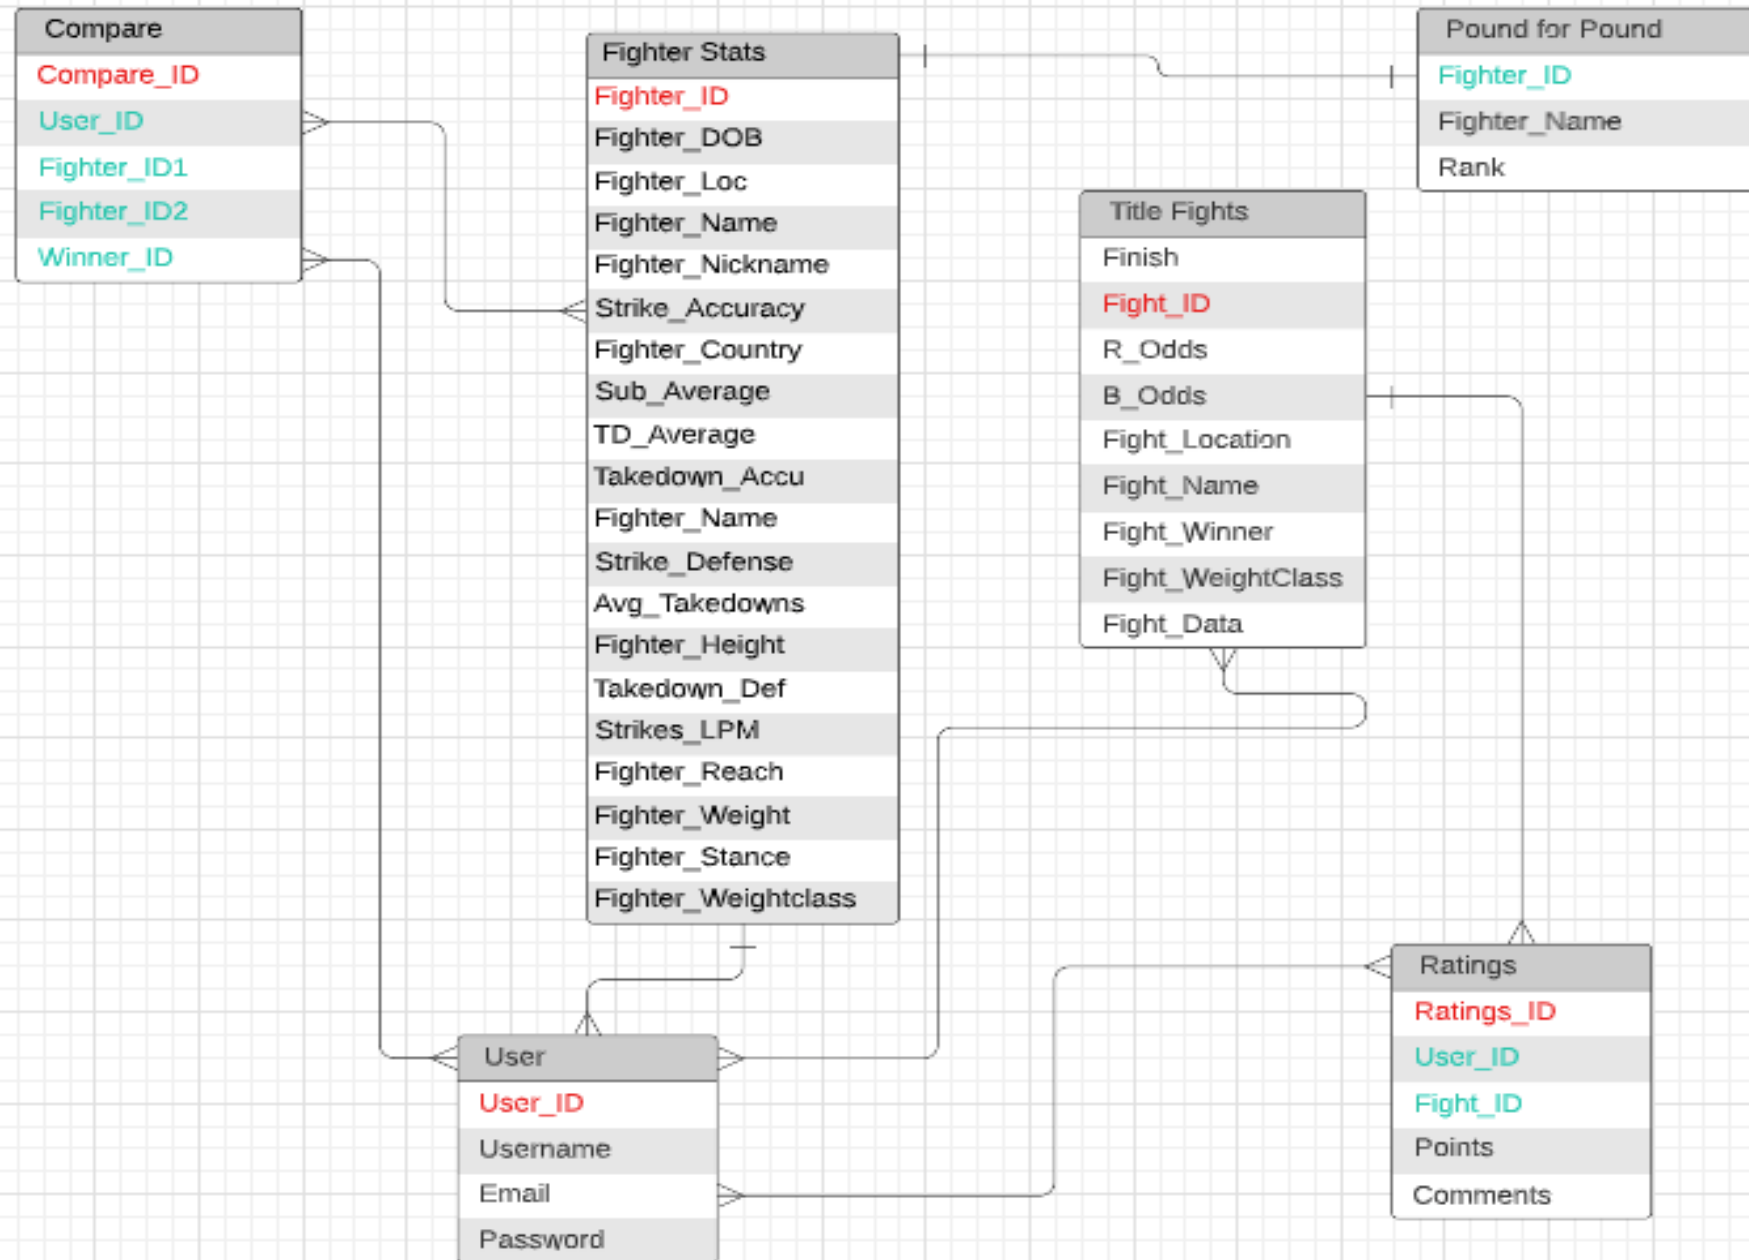 Compare
Compare_ID
User_ID
Fighter_ID1
Fighter_ID2
Winner_ID
Fighter Stats
Fighter_ID
Fighter_DOB
Fighter_Loc
Fighter_Name
Fighter_Nickname
Strike_Accuracy
Fighter_Country
Sub_Average
TD_Average
Takedown_Accu
Fighter_Name
Strike_Defense
Avg_Takedowns
Fighter_Height
Takedown_Def
Strikes_LPM
Fighter_Reach
Fighter_Weight
Fighter_Stance
Fighter_Weightclass
Pound for Pound
Fighter_ID
Fighter_Name
Rank
Title Fights
Finish
Fight_ID
R_Odds
B_Odds
Fight_Location
Fight_Name
Fight_Winner
Fight_WeightClass
Fight_Data
User
User_ID
Username
Email
Password
Ratings
Ratings_ID
User_ID
Fight_ID
Points
Comments